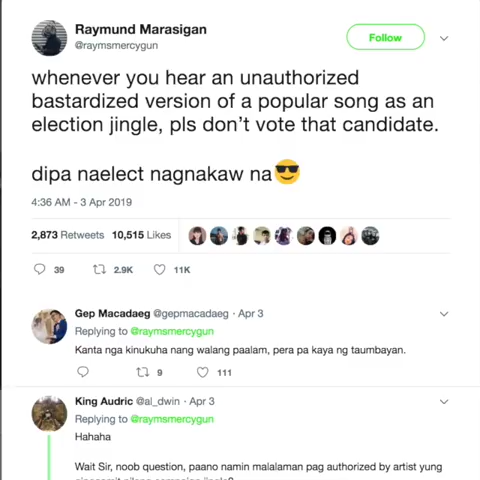 Raymund Marasigan
@raymsmercygun
Follow
whenever you hear an unauthorized
bastardized version of a popular song as an
election jingle, pls don’t vote that candidate.
dipa naelect nagnakaw na😎
4:36 AM - 3 Apr 2019
2,873 Retweets 10,515 Likes
39 2.9K 11K
Gep Macadaeg @gepmacadaeg · Apr 3
Replying to @raymsmercygun
Kanta nga kinukuha nang walang paalam, pera pa kaya ng taumbayan.
9 111
King Audric @al_dwin · Apr 3
Replying to @raymsmercygun
Hahaha
Wait Sir, noob question, paano namin malalaman pag authorized by artist yung